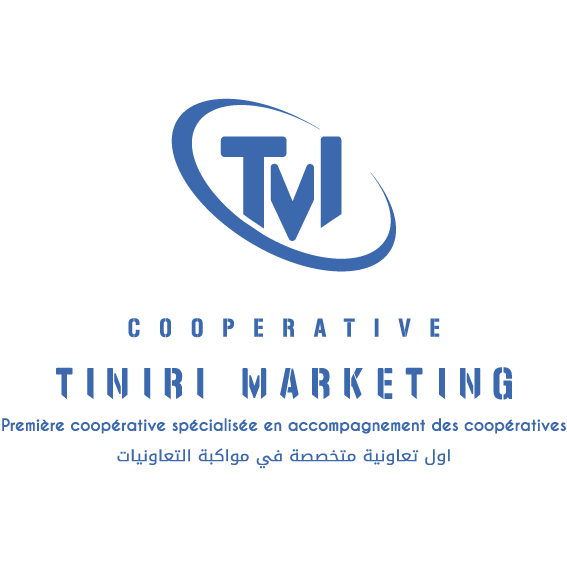 TM
COOPERATIVE
TINIRI MARKETING
Première coopérative spécialisée en accompagnement des coopératives
اول تعاونية متخصصة في مواكبة التعاونيات